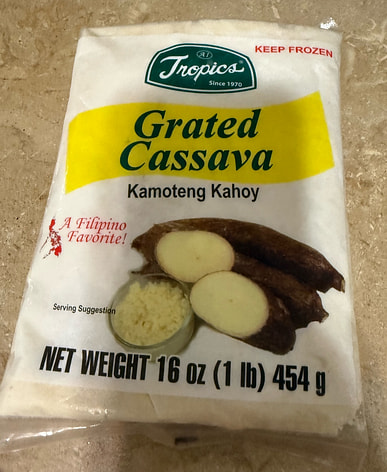 KEEP FROZEN
A1
Tropics®
Since 1970
Grated
Cassava
Kamoteng Kahoy
A Filipino
Favorite!
Serving Suggestion
NET WEIGHT 16 oz (1 lb) 454 g